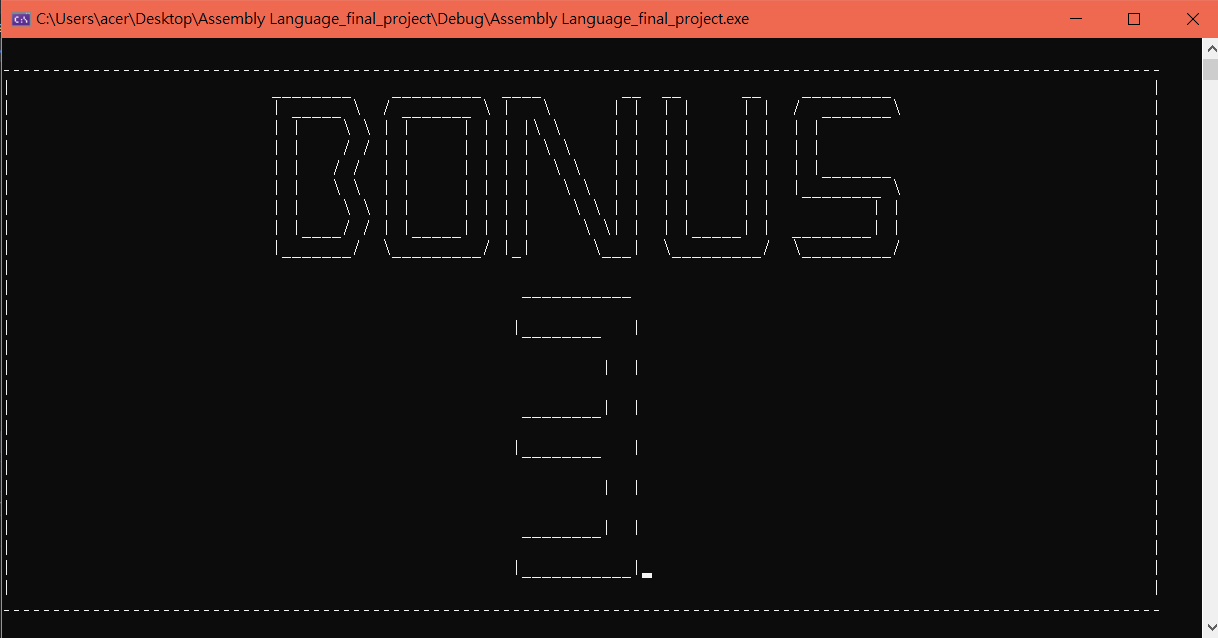 C:\Users\acer\Desktop\Assembly Language_final_project\Debug\Assembly Language_final_project.exe
BONUS
3